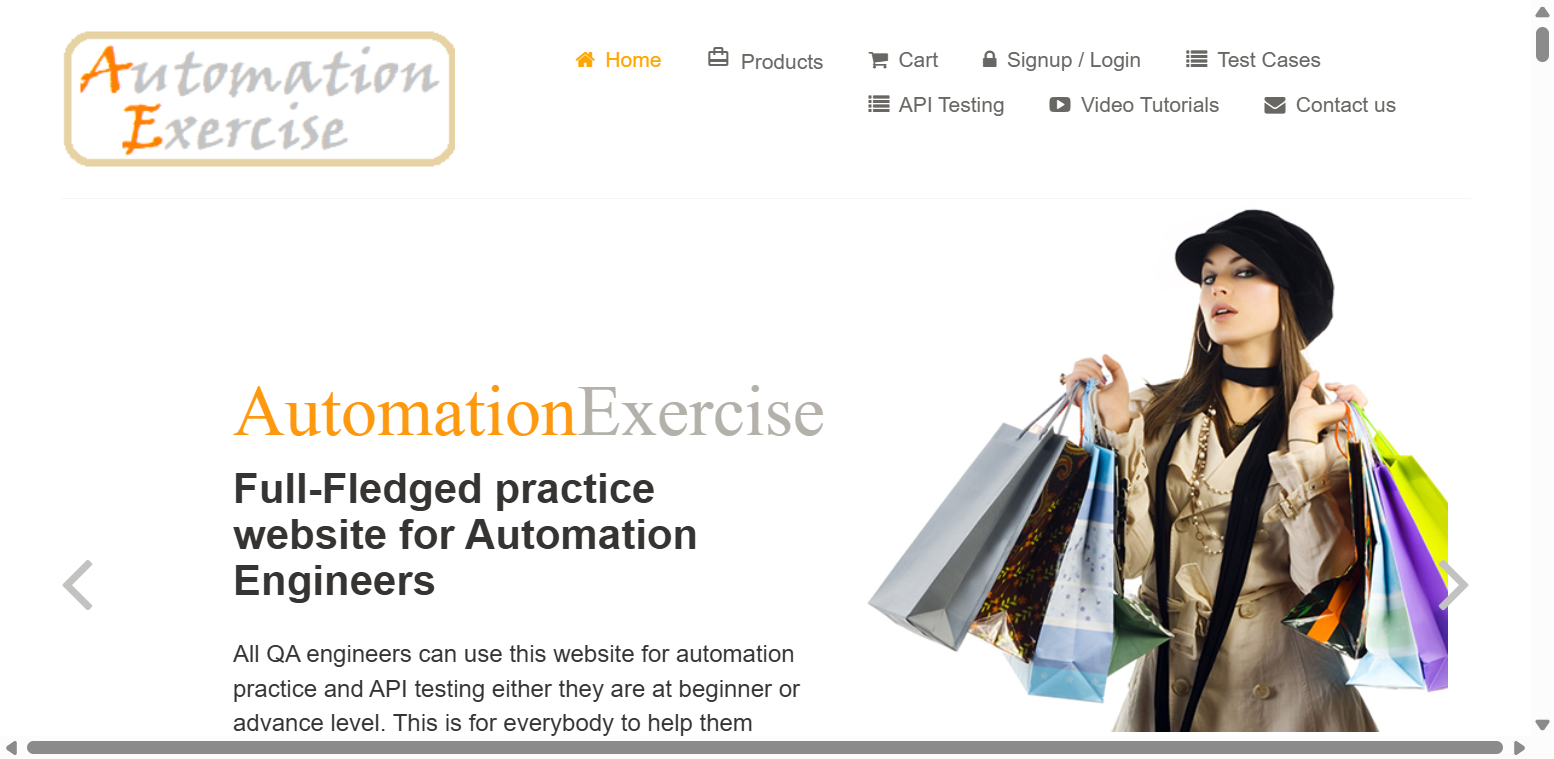 Automation
Exercise
Home Products Cart Signup / Login Test Cases
API Testing Video Tutorials Contact us
AutomationExercise
Full-Fledged practice
website for Automation
Engineers
All QA engineers can use this website for automation
practice and API testing either they are at beginner or
advance level. This is for everybody to help them